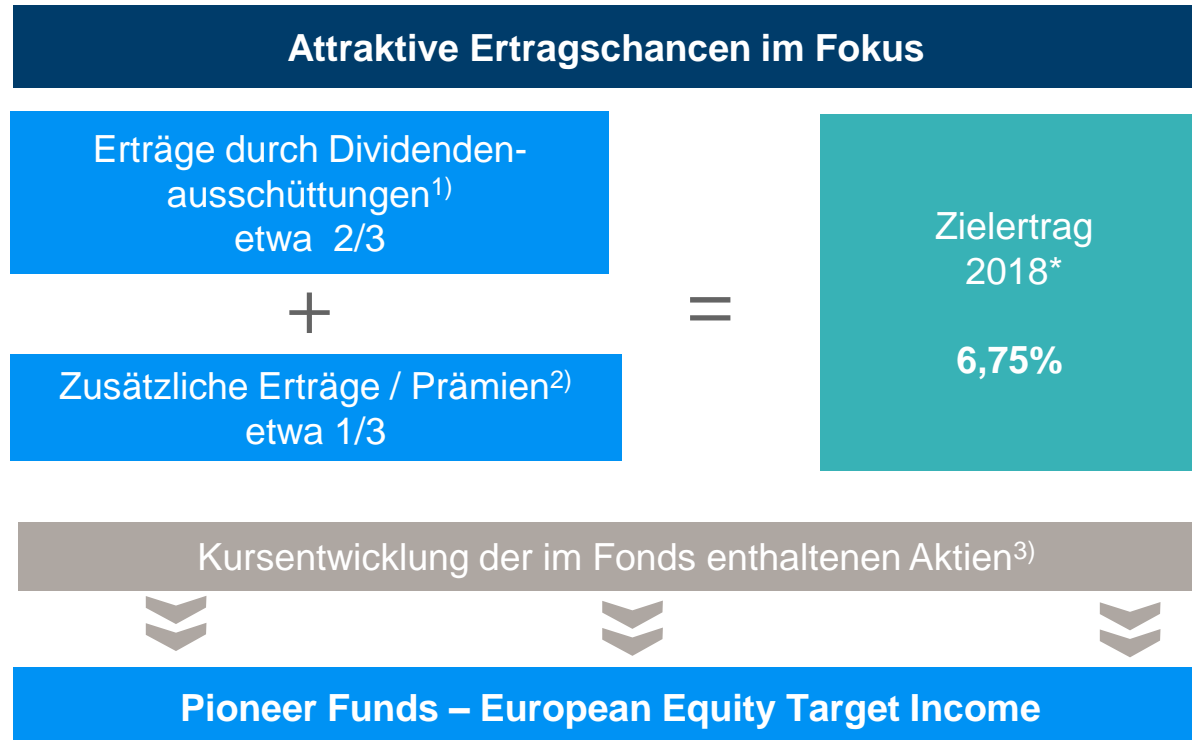 Attraktive Ertragschancen im Fokus
Erträge durch Dividenden-
ausschüttungen1)
etwa 2/3
+
Zusätzliche Erträge / Prämien2)
etwa 1/3
=
Zielertrag
2018*
6,75%
Kursentwicklung der im Fonds enthaltenen Aktien3)
Pioneer Funds – European Equity Target Income